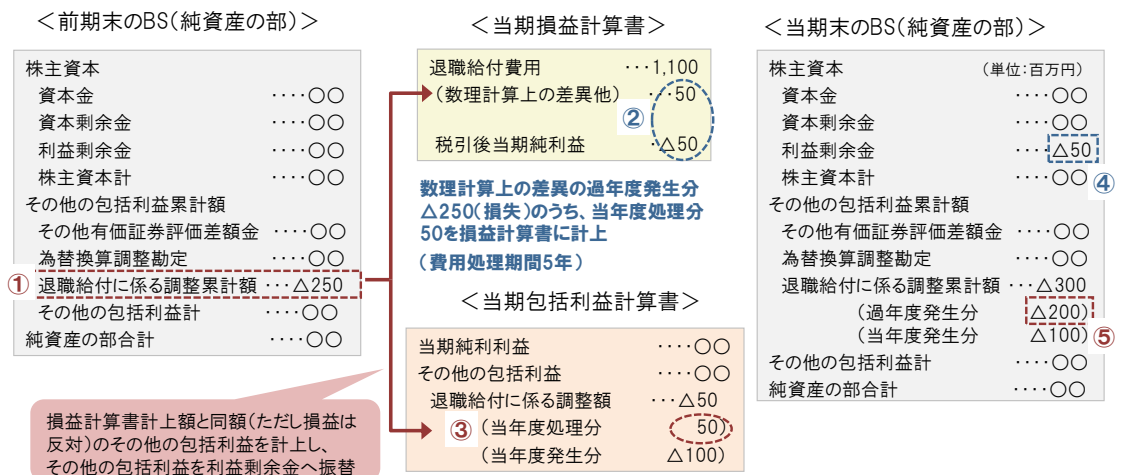 ＜前期末のBS(純資産の部)＞
株主資本
資本金 ････○○
資本剰余金 ････○○
利益剰余金 ････○○
株主資本計 ････○○
その他の包括利益累計額
その他有価証券評価差額金 ････○○
為替換算調整勘定 ････○○
① 退職給付に係る調整累計額 ･･･△250
その他の包括利益計 ････○○
純資産の部合計 ････○○
損益計算書計上額と同額(ただし損益は
反対)のその他の包括利益を計上し、
その他の包括利益を利益剰余金へ振替
＜当期損益計算書＞
退職給付費用 ･･･1,100
(数理計算上の差異他) ･･･50
②
税引後当期純利益 ･△50
数理計算上の差異の過年度発生分
△250(損失)のうち、当年度処理分
50を損益計算書に計上
(費用処理期間5年)
＜当期包括利益計算書＞
当期純利利益 ････○○
その他の包括利益 ････○○
退職給付に係る調整額 ･･･△50
③ (当年度処理分 50)
(当年度発生分 △100)
＜当期末のBS(純資産の部)＞
株主資本 (単位:百万円)
資本金 ････○○
資本剰余金 ････○○
利益剰余金 ････△50
株主資本計 ････○○ ④
その他の包括利益累計額
その他有価証券評価差額金 ････○○
為替換算調整勘定 ････○○
退職給付に係る調整累計額 ･･･△300
(過年度発生分 △200)
(当年度発生分 △100) ⑤
その他の包括利益計 ････○○
純資産の部合計 ････○○